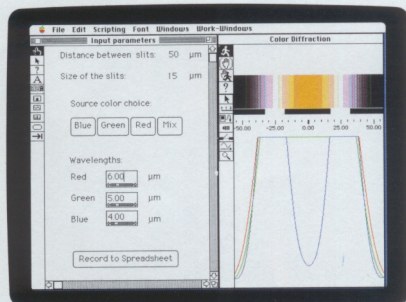 File Edit Scripting Font Windows Work-Windows
Input parameters
Color Diffraction
Distance between slits: 50 µm
Size of the slits: 15 µm
Source color choice:
Blue Green Red Mix
Wavelengths:
Red 6.00 µm
Green 5.00 µm
Blue 4.00 µm
Record to Spreadsheet
-50.00 -25.00 0.00 25.00 50.00